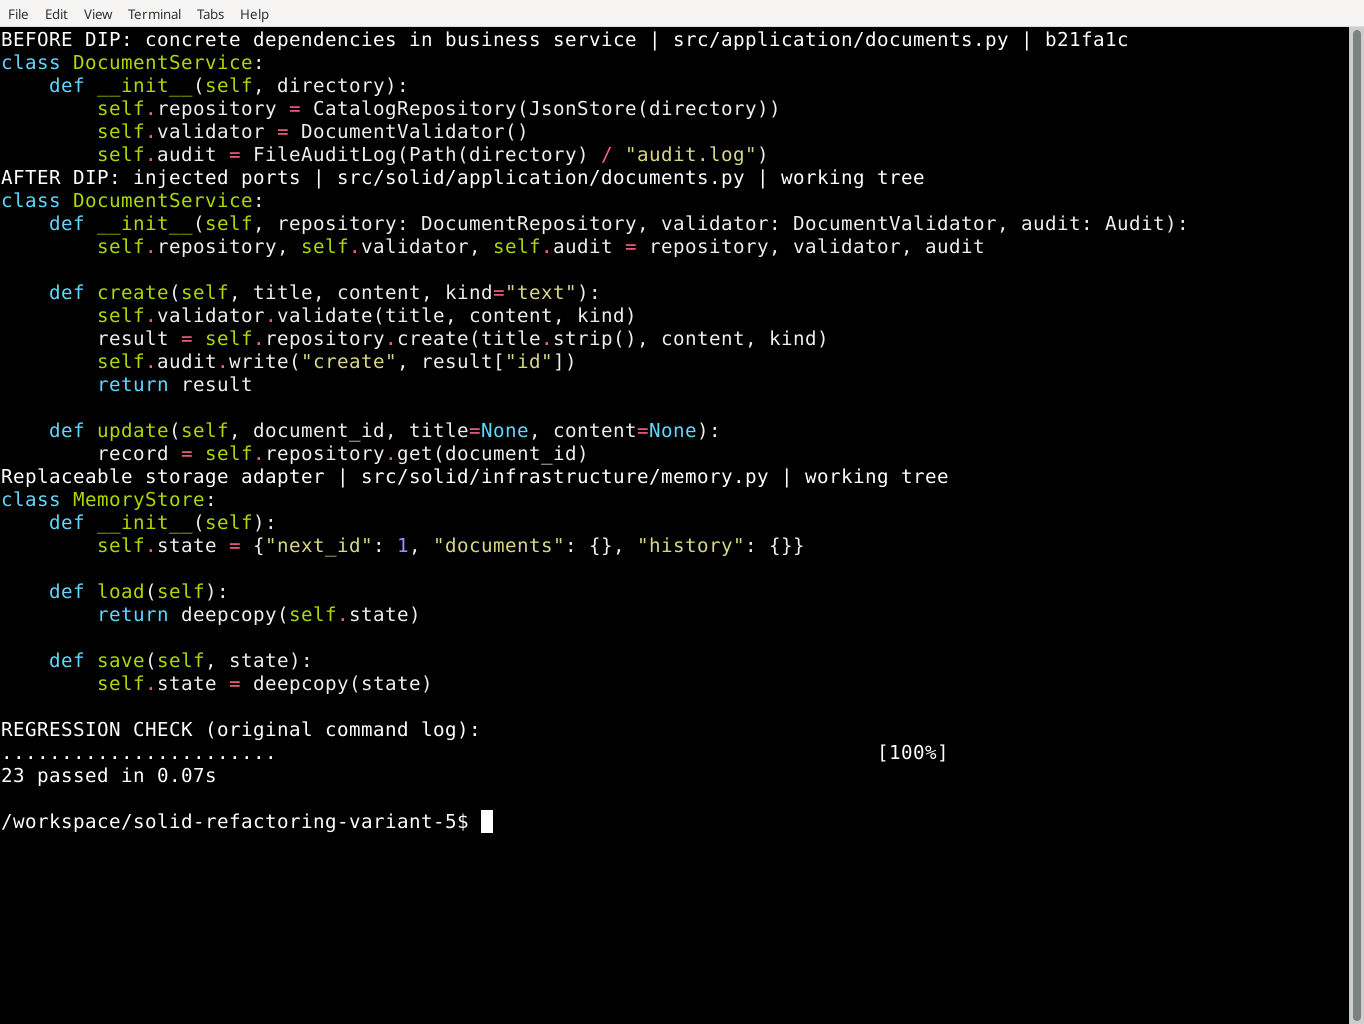 File Edit View Terminal Tabs Help
BEFORE DIP: concrete dependencies in business service | src/application/documents.py | b21fa1c
class DocumentService:
    def __init__(self, directory):
        self.repository = CatalogRepository(JsonStore(directory))
        self.validator = DocumentValidator()
        self.audit = FileAuditLog(Path(directory) / "audit.log")
AFTER DIP: injected ports | src/solid/application/documents.py | working tree
class DocumentService:
    def __init__(self, repository: DocumentRepository, validator: DocumentValidator, audit: Audit):
        self.repository, self.validator, self.audit = repository, validator, audit

    def create(self, title, content, kind="text"):
        self.validator.validate(title, content, kind)
        result = self.repository.create(title.strip(), content, kind)
        self.audit.write("create", result["id"])
        return result

    def update(self, document_id, title=None, content=None):
        record = self.repository.get(document_id)
Replaceable storage adapter | src/solid/infrastructure/memory.py | working tree
class MemoryStore:
    def __init__(self):
        self.state = {"next_id": 1, "documents": {}, "history": {}}

    def load(self):
        return deepcopy(self.state)

    def save(self, state):
        self.state = deepcopy(state)

REGRESSION CHECK (original command log):
....................... [100%]
23 passed in 0.07s

/workspace/solid-refactoring-variant-5$